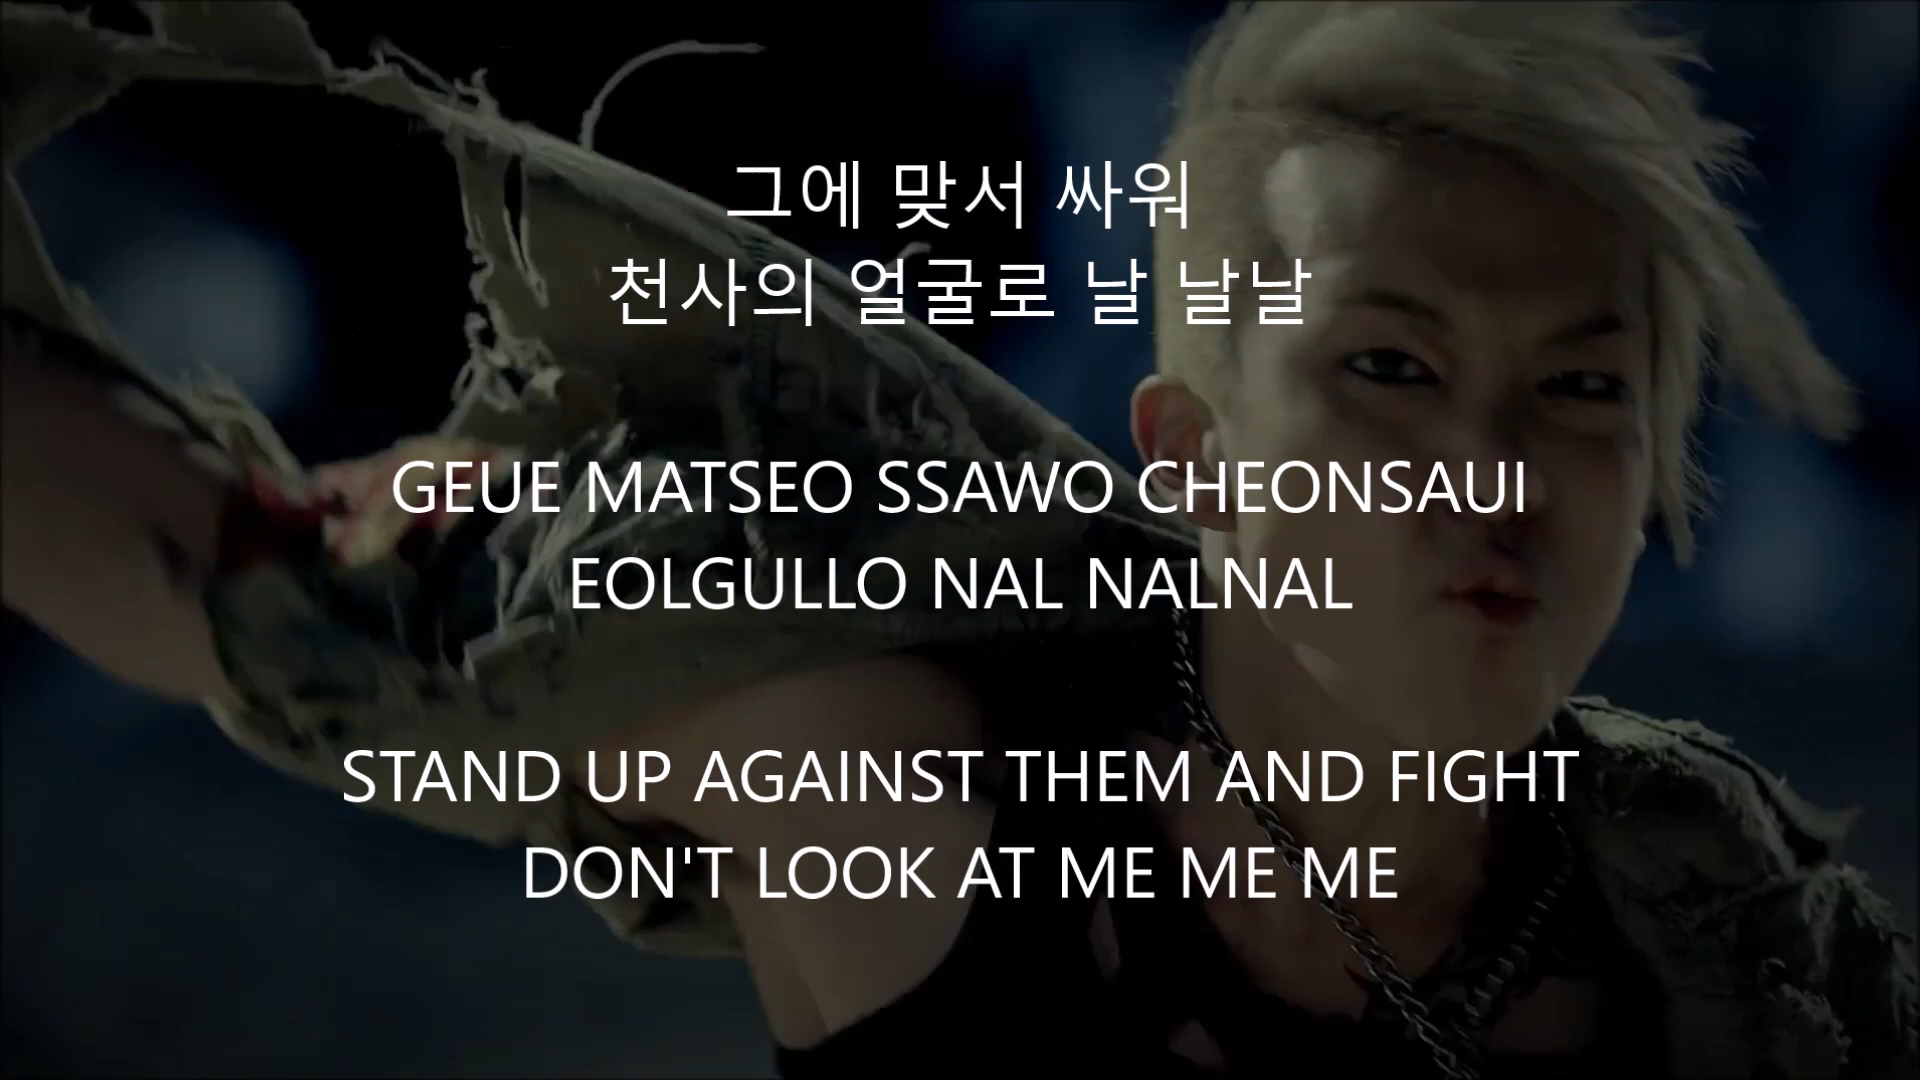 그에 맞서 싸워
천사의 얼굴로 날 날날
GEUE MATSEO SSAWO CHEONSAUI
EOLGULLO NAL NALNAL
STAND UP AGAINST THEM AND FIGHT
DON'T LOOK AT ME ME ME